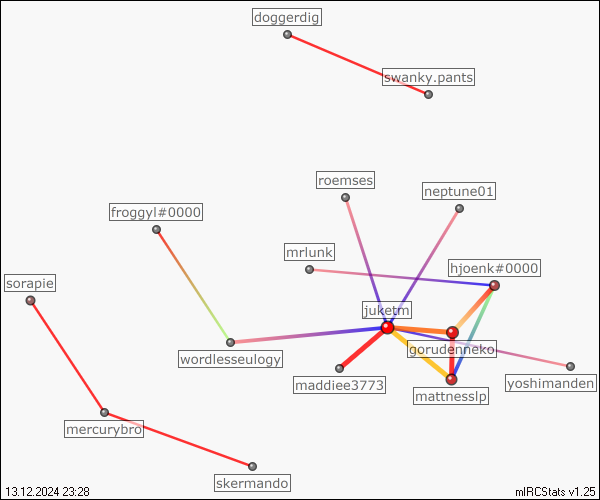 doggerdig
swanky.pants
roemses
neptune01
froggyl#0000
mrlunk
hjoenk#0000
sorapie
juketm
gorudenneko
wordlesseulogy
maddiee3773
yoshimanden
mattnesslp
mercurybro
skermando
13.12.2024 23:28
mIRCStats v1.25